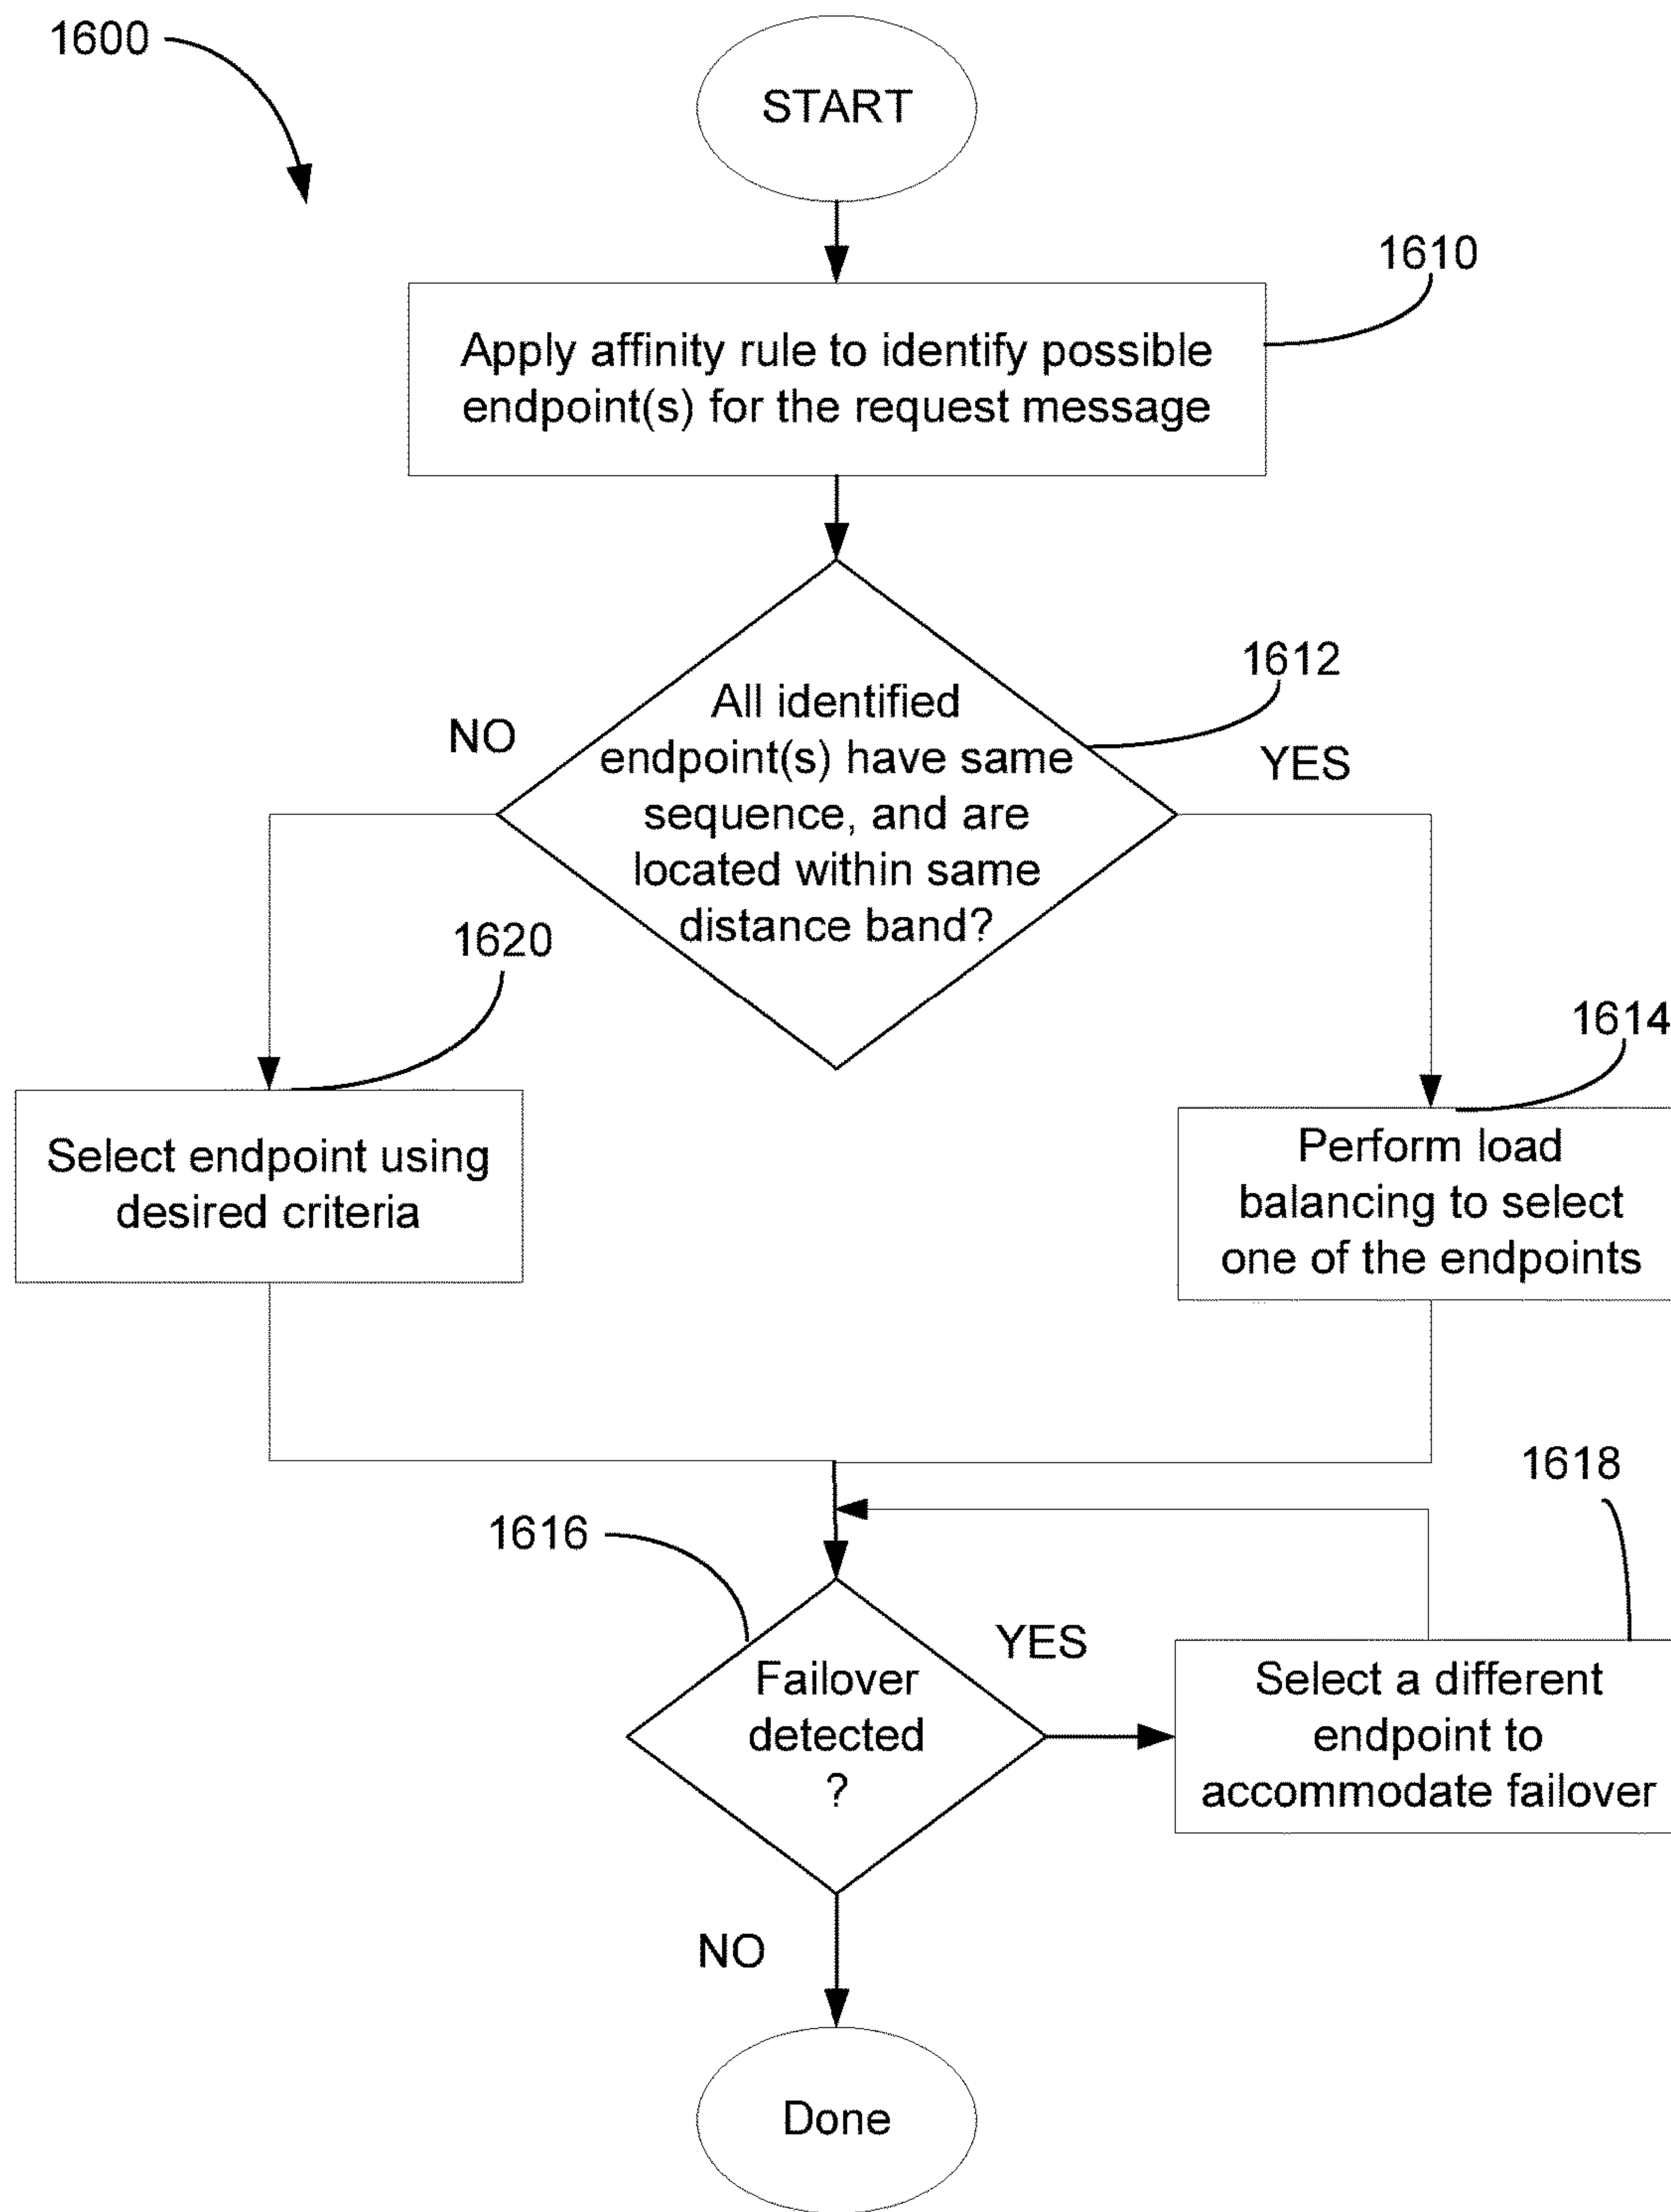 1600
START
1610
Apply affinity rule to identify possible
endpoint(s) for the request message
1612
All identified
endpoint(s) have same
sequence, and are
located within same
distance band?
NO
YES
1620
1614
Select endpoint using
desired criteria
Perform load
balancing to select
one of the endpoints
1618
1616
Failover
detected
?
YES
Select a different
endpoint to
accommodate failover
NO
Done